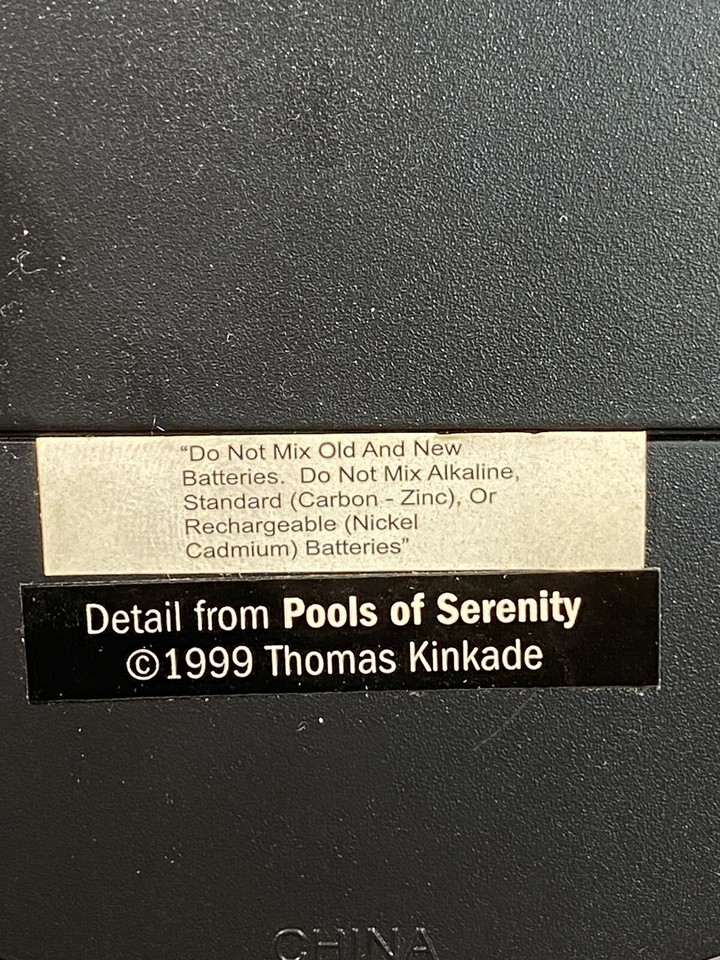 “Do Not Mix Old And New
Batteries. Do Not Mix Alkaline,
Standard (Carbon - Zinc), Or
Rechargeable (Nickel
Cadmium) Batteries”
Detail from Pools of Serenity
©1999 Thomas Kinkade
CHINA